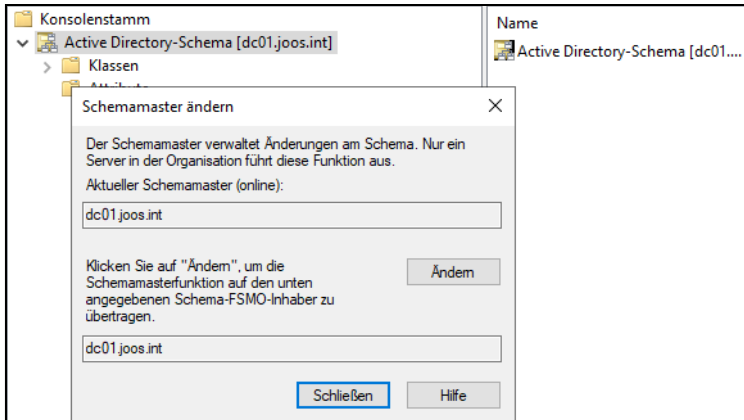 Konsolenstamm
Active Directory-Schema [dc01.joos.int]
Klassen
Attribute
Name
Active Directory-Schema [dc01....
Schemamaster ändern
Der Schemamaster verwaltet Änderungen am Schema. Nur ein
Server in der Organisation führt diese Funktion aus.
Aktueller Schemamaster (online):
dc01.joos.int
Klicken Sie auf "Ändern", um die
Schemamasterfunktion auf den unten
angegebenen Schema-FSMO-Inhaber zu
übertragen.
Ändern
dc01.joos.int
Schließen
Hilfe